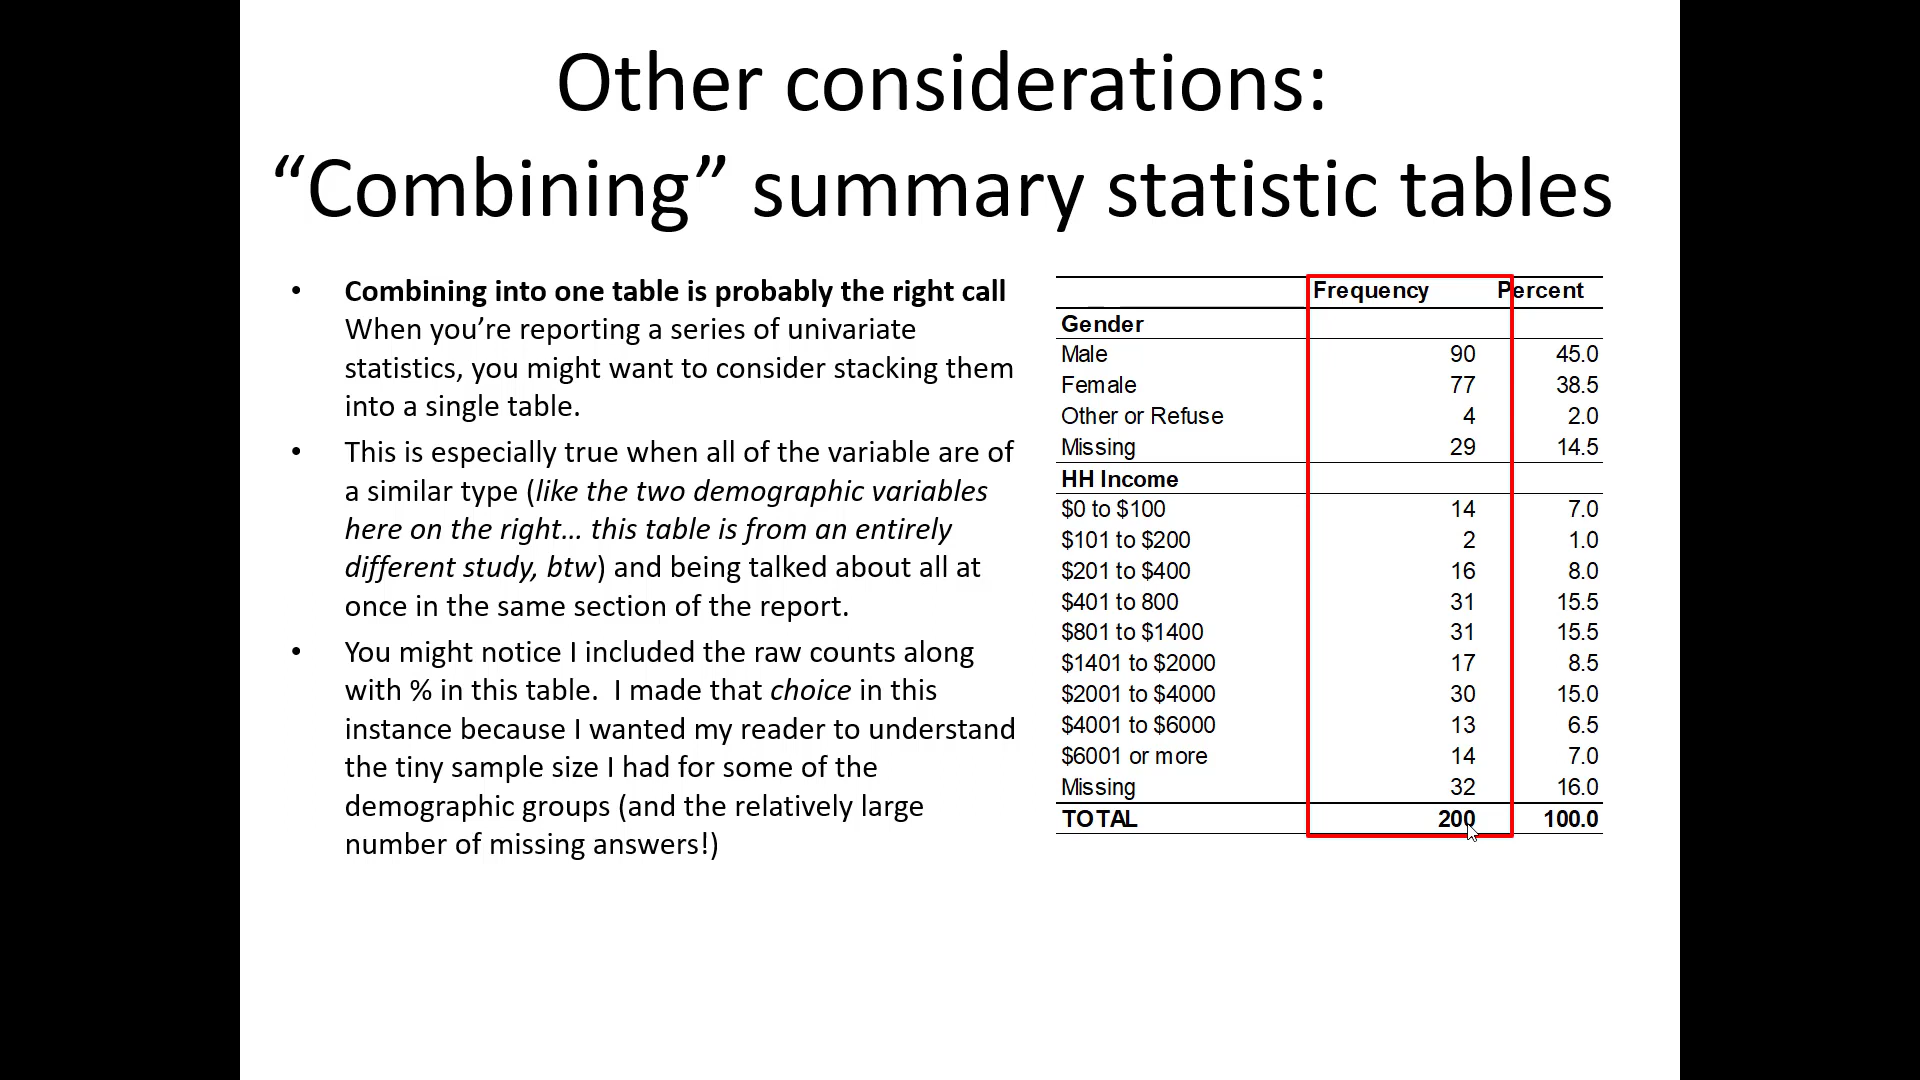 Other considerations:
“Combining” summary statistic tables
• Combining into one table is probably the right call
When you’re reporting a series of univariate
statistics, you might want to consider stacking them
into a single table.
• This is especially true when all of the variable are of
a similar type (like the two demographic variables
here on the right... this table is from an entirely
different study, btw) and being talked about all at
once in the same section of the report.
• You might notice I included the raw counts along
with % in this table.  I made that choice in this
instance because I wanted my reader to understand
the tiny sample size I had for some of the
demographic groups (and the relatively large
number of missing answers!)
Frequency Percent
Gender
Male 90 45.0
Female 77 38.5
Other or Refuse 4 2.0
Missing 29 14.5
HH Income
$0 to $100 14 7.0
$101 to $200 2 1.0
$201 to $400 16 8.0
$401 to 800 31 15.5
$801 to $1400 31 15.5
$1401 to $2000 17 8.5
$2001 to $4000 30 15.0
$4001 to $6000 13 6.5
$6001 or more 14 7.0
Missing 32 16.0
TOTAL 200 100.0